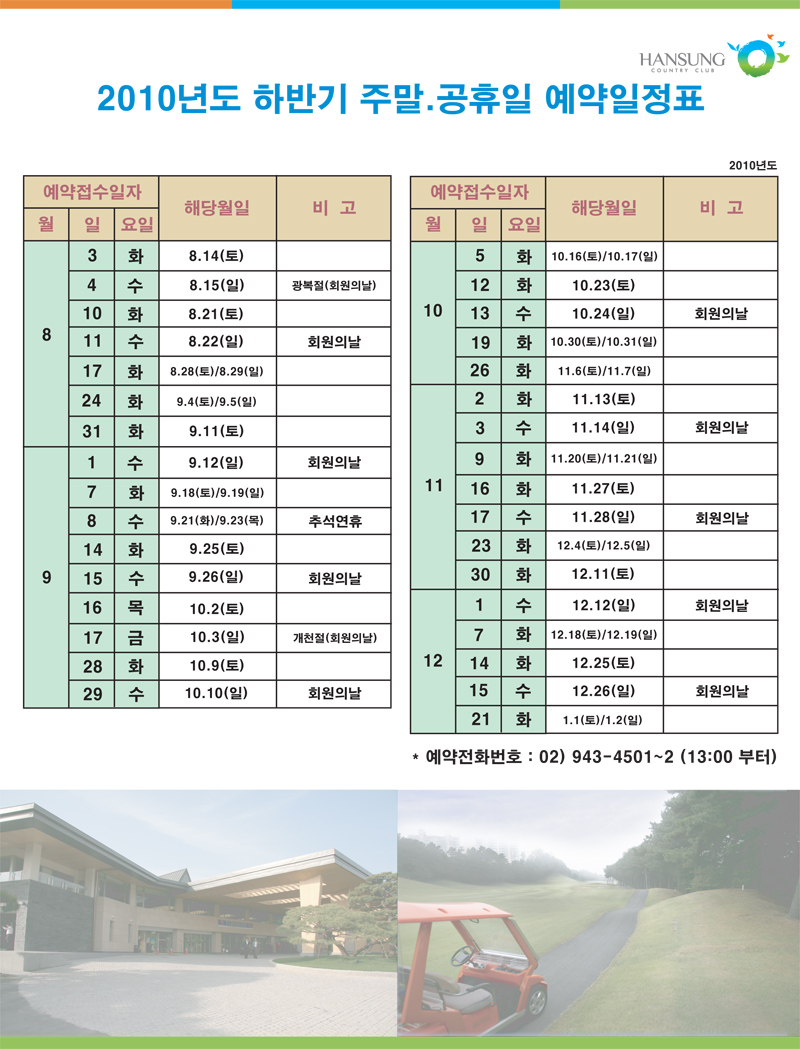 HANSUNG
COUNTRY CLUB
2010년도 하반기 주말.공휴일 예약일정표
2010년도
예약접수일자 해당월일 비 고
월 일 요일
8 3 화 8.14(토)
4 수 8.15(일) 광복절(회원의날)
10 화 8.21(토)
11 수 8.22(일) 회원의날
17 화 8.28(토)/8.29(일)
24 화 9.4(토)/9.5(일)
31 화 9.11(토)
9 1 수 9.12(일) 회원의날
7 화 9.18(토)/9.19(일)
8 수 9.21(화)/9.23(목) 추석연휴
14 화 9.25(토)
15 수 9.26(일) 회원의날
16 목 10.2(토)
17 금 10.3(일) 개천절(회원의날)
28 화 10.9(토)
29 수 10.10(일) 회원의날
예약접수일자 해당월일 비 고
월 일 요일
10 5 화 10.16(토)/10.17(일)
12 화 10.23(토)
13 수 10.24(일) 회원의날
19 화 10.30(토)/10.31(일)
26 화 11.6(토)/11.7(일)
11 2 화 11.13(토)
3 수 11.14(일) 회원의날
9 화 11.20(토)/11.21(일)
16 화 11.27(토)
17 수 11.28(일) 회원의날
23 화 12.4(토)/12.5(일)
30 화 12.11(토)
12 1 수 12.12(일) 회원의날
7 화 12.18(토)/12.19(일)
14 화 12.25(토)
15 수 12.26(일) 회원의날
21 화 1.1(토)/1.2(일)
* 예약전화번호 : 02) 943-4501~2 (13:00 부터)